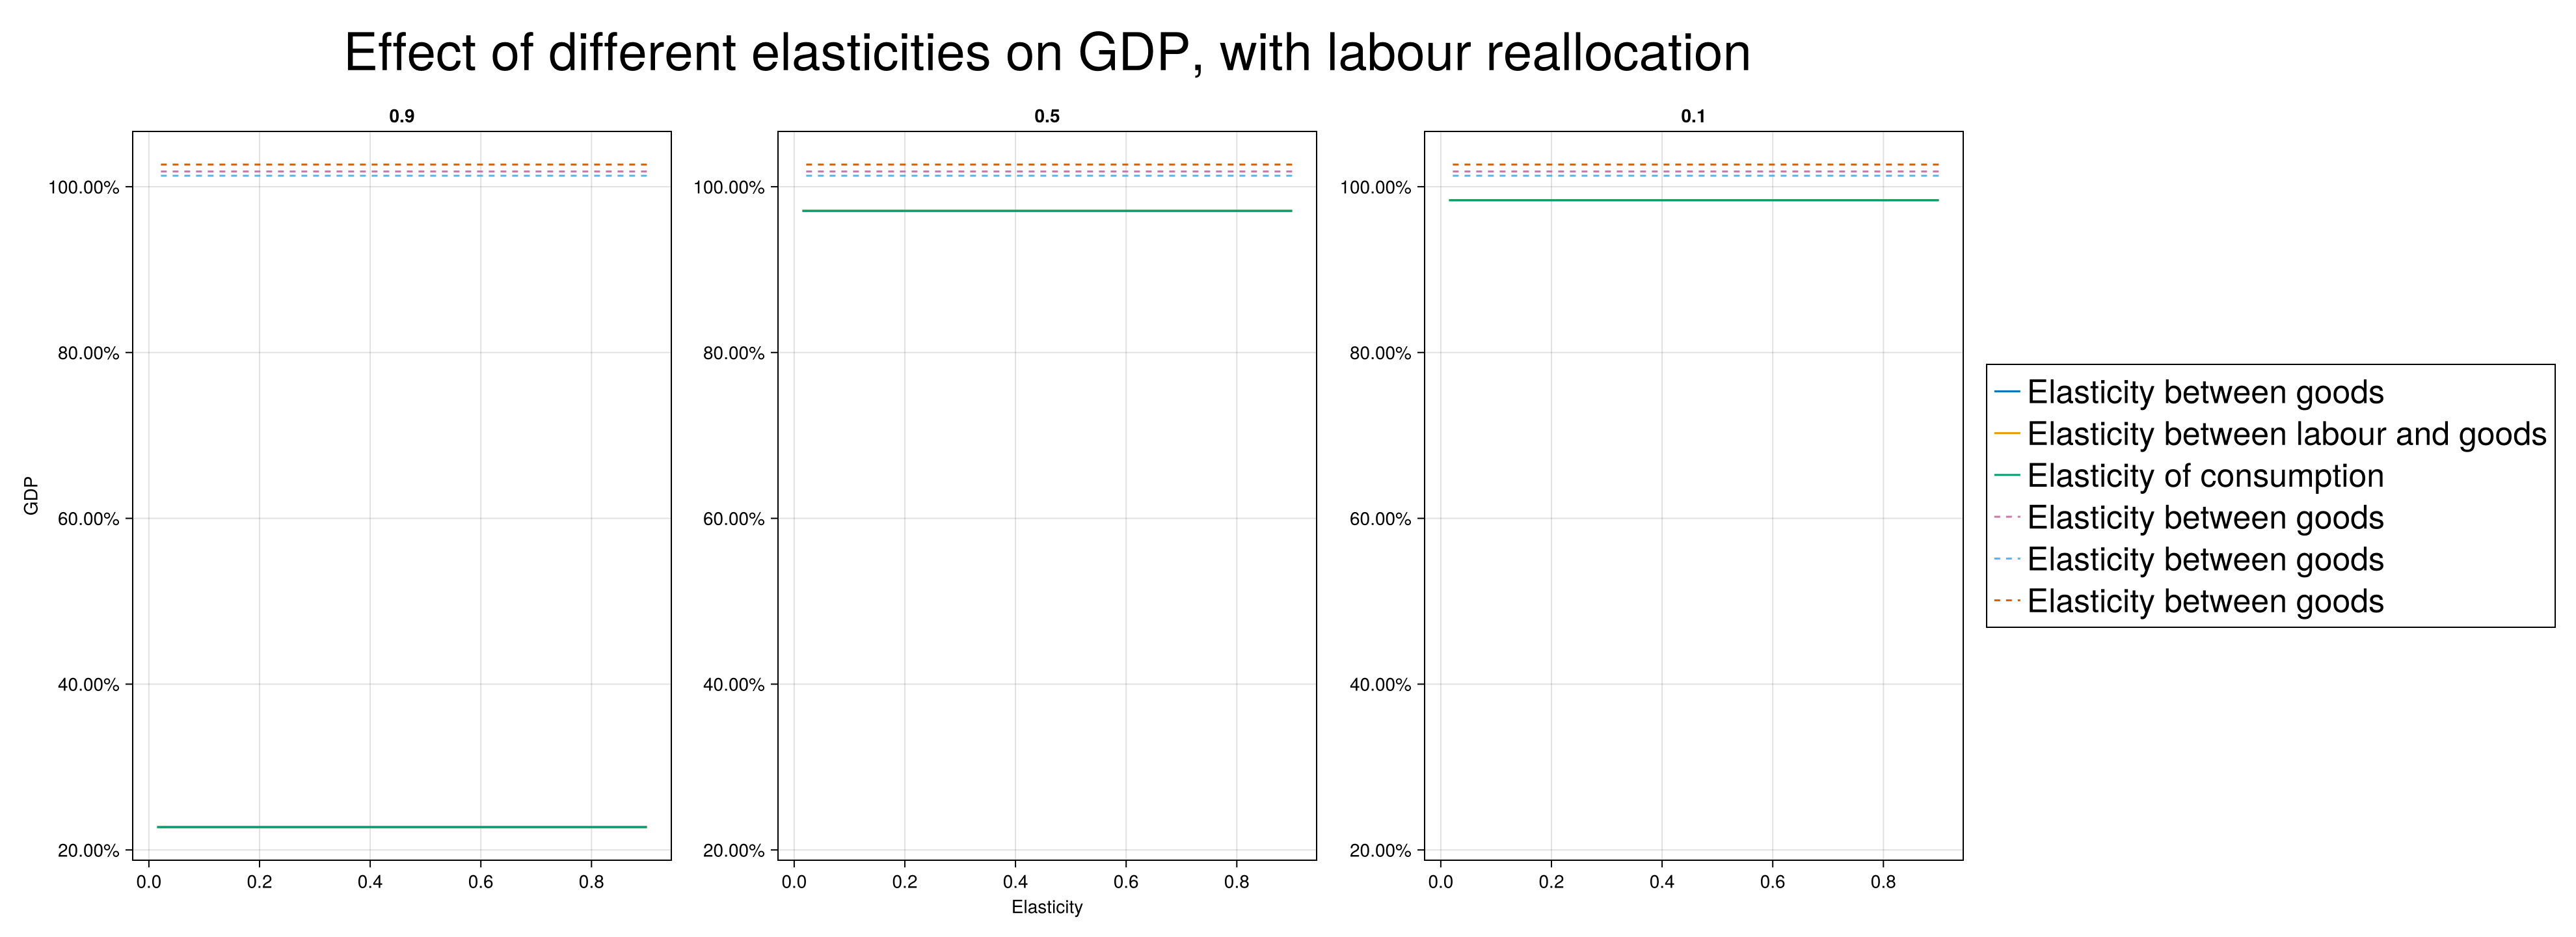 Effect of different elasticities on GDP, with labour reallocation
0.9
0.5
0.1
GDP
100.00%
80.00%
60.00%
40.00%
20.00%
0.0 0.2 0.4 0.6 0.8
100.00%
80.00%
60.00%
40.00%
20.00%
0.0 0.2 0.4 0.6 0.8
100.00%
80.00%
60.00%
40.00%
20.00%
0.0 0.2 0.4 0.6 0.8
Elasticity
Elasticity between goods
Elasticity between labour and goods
Elasticity of consumption
Elasticity between goods
Elasticity between goods
Elasticity between goods